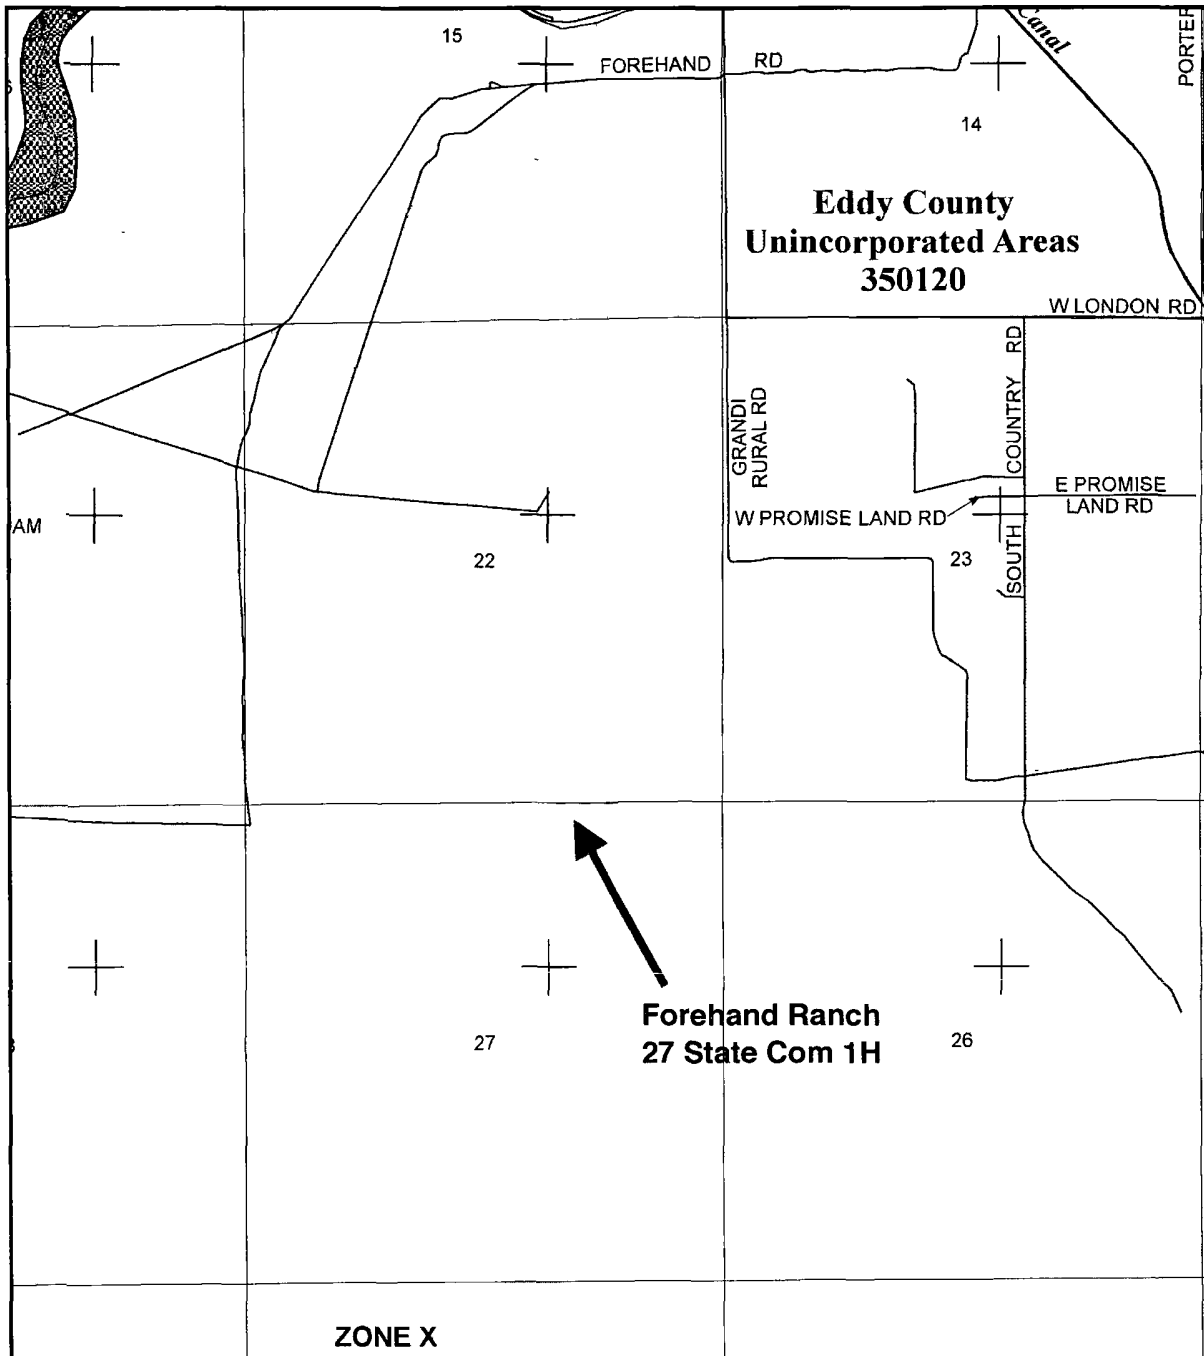 15
FOREHAND RD
Canal
PORTER
14
Eddy County
Unincorporated Areas
350120
W LONDON RD
GRANDI
RURAL RD
SOUTH COUNTRY RD
E PROMISE
LAND RD
W PROMISE LAND RD
AM
22
23
Forehand Ranch
27 State Com 1H
27
26
ZONE X